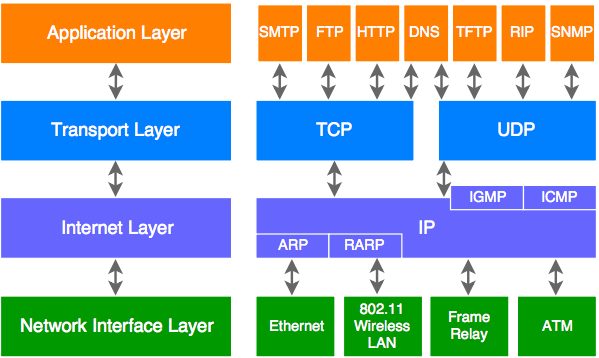 Application Layer
SMTP
FTP
HTTP
DNS
TFTP
RIP
SNMP
Transport Layer
TCP
UDP
Internet Layer
IGMP
ICMP
IP
ARP
RARP
Network Interface Layer
Ethernet
802.11
Wireless
LAN
Frame
Relay
ATM